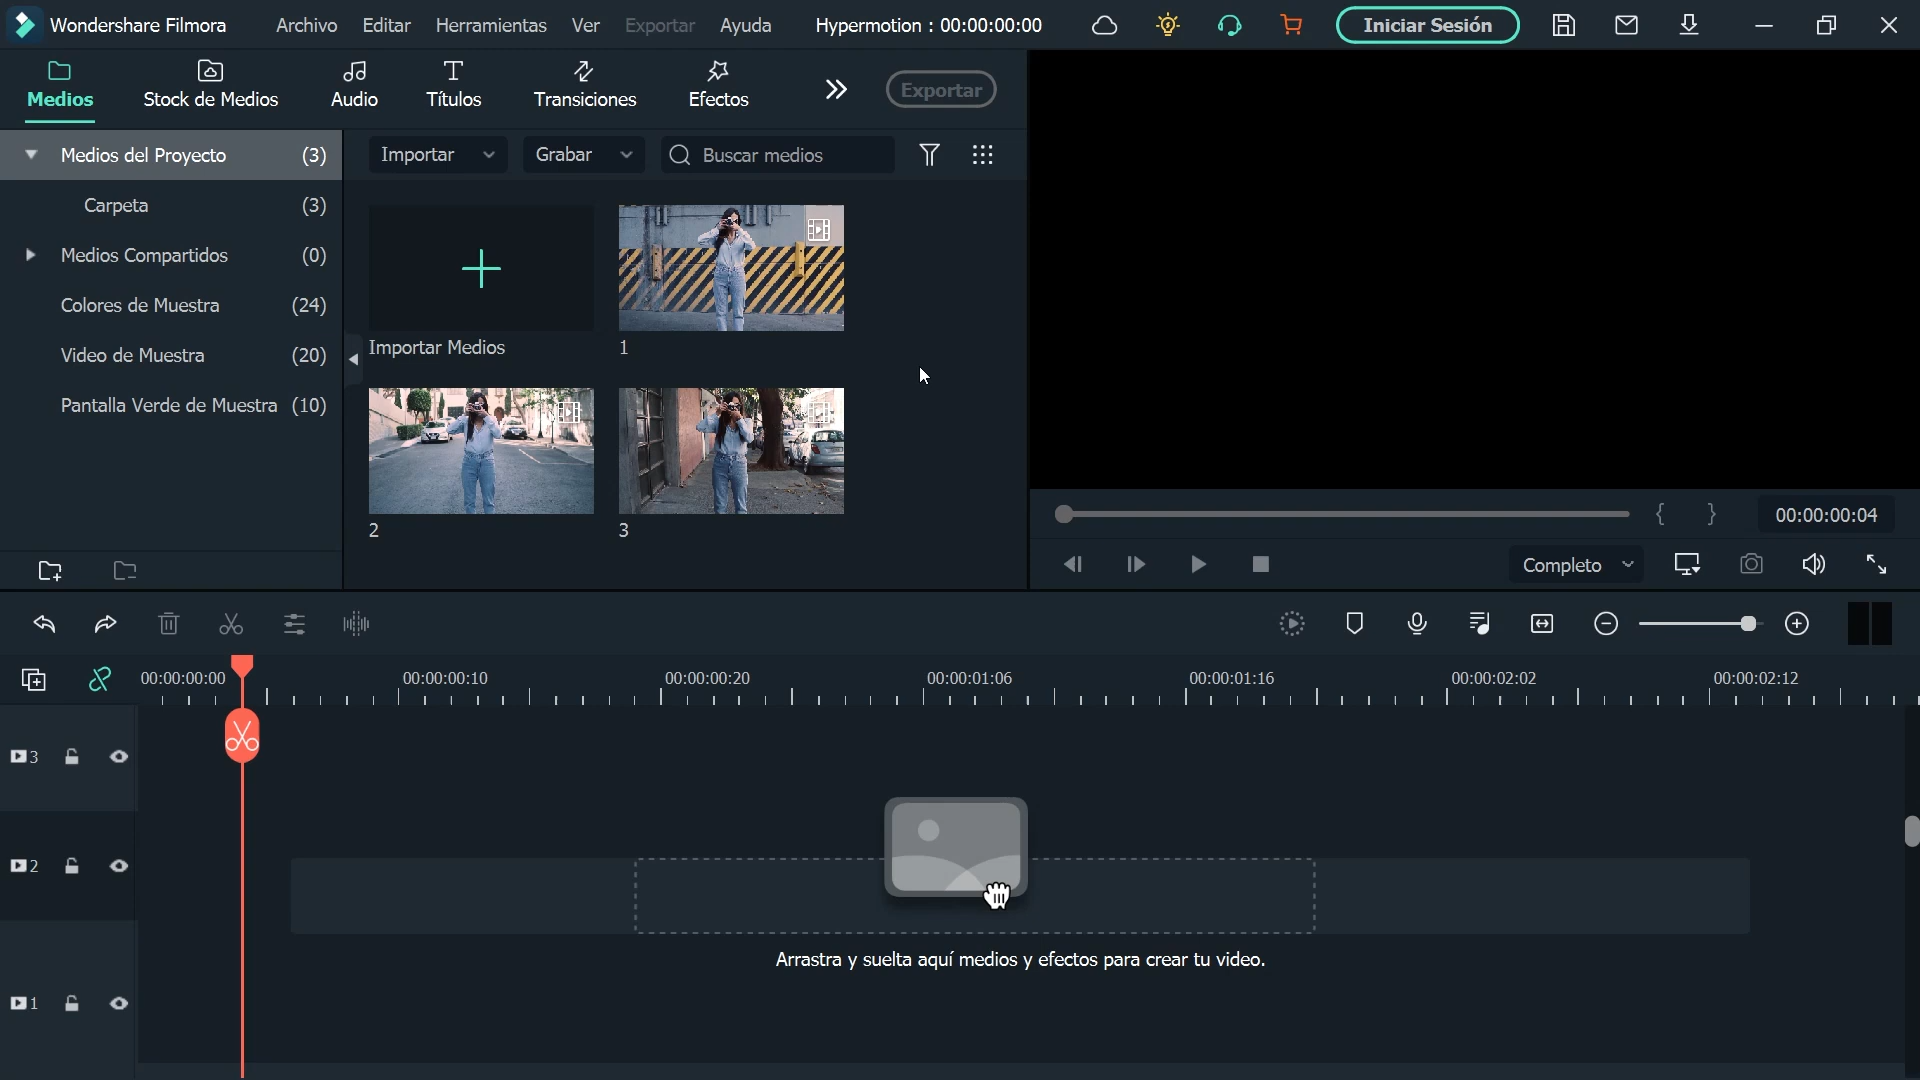 Wondershare Filmora Archivo Editar Herramientas Ver Exportar Ayuda Hypermotion : 00:00:00:00 Iniciar Sesión
Medios Stock de Medios Audio Títulos Transiciones Efectos Exportar
Medios del Proyecto (3)
Carpeta (3)
Medios Compartidos (0)
Colores de Muestra (24)
Video de Muestra (20)
Pantalla Verde de Muestra (10)
Importar Grabar Buscar medios
Importar Medios 1
2 3
00:00:00:04
Completo
00:00:00:00 00:00:00:10 00:00:00:20 00:00:01:06 00:00:01:16 00:00:02:02 00:00:02:12
3
2
Arrastra y suelta aquí medios y efectos para crear tu video.
1